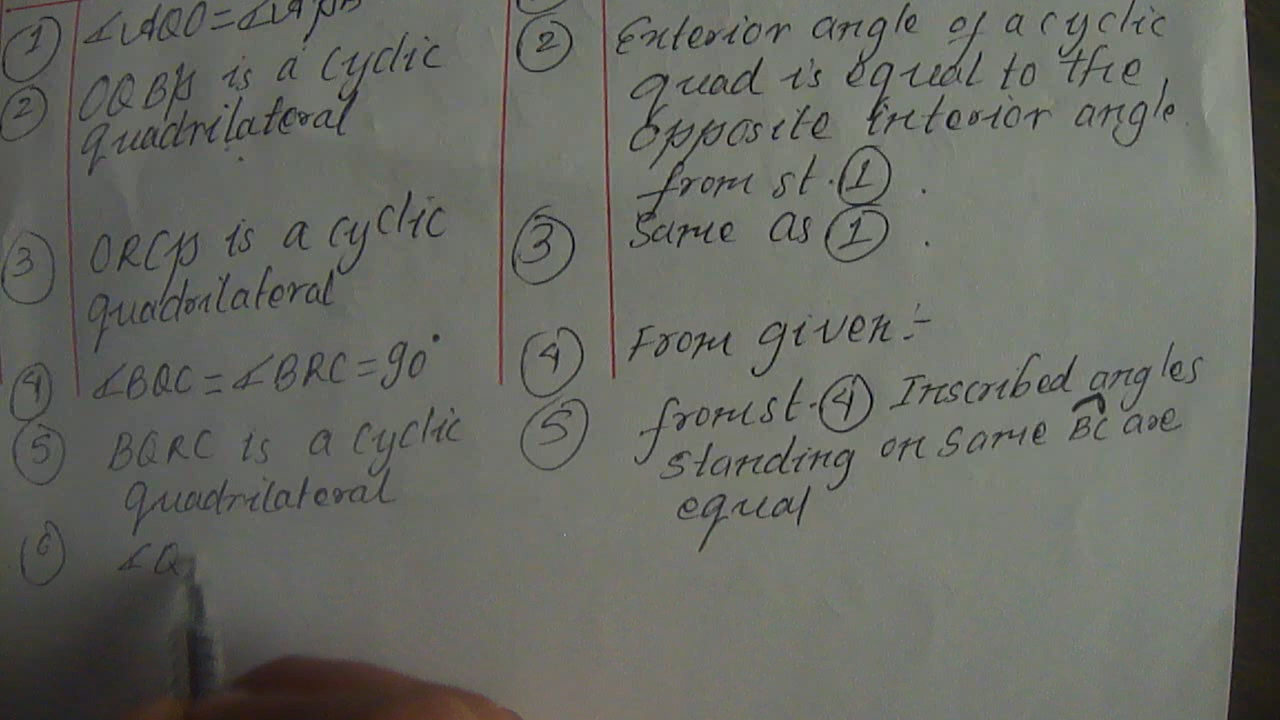 ① ∠AQO = ∠
② OQBP is a cyclic
quadrilateral
③ ORCP is a cyclic
quadrilateral
④ ∠BQC = ∠BRC = 90°
⑤ BQRC is a cyclic
quadrilateral
⑥ ∠Q
② Exterior angle of a cyclic
quad is equal to the
opposite interior angle
from st. ① .
③ Same as ① .
④ From given :-
⑤ from st. ④ Inscribed angles
standing on same BC are
equal